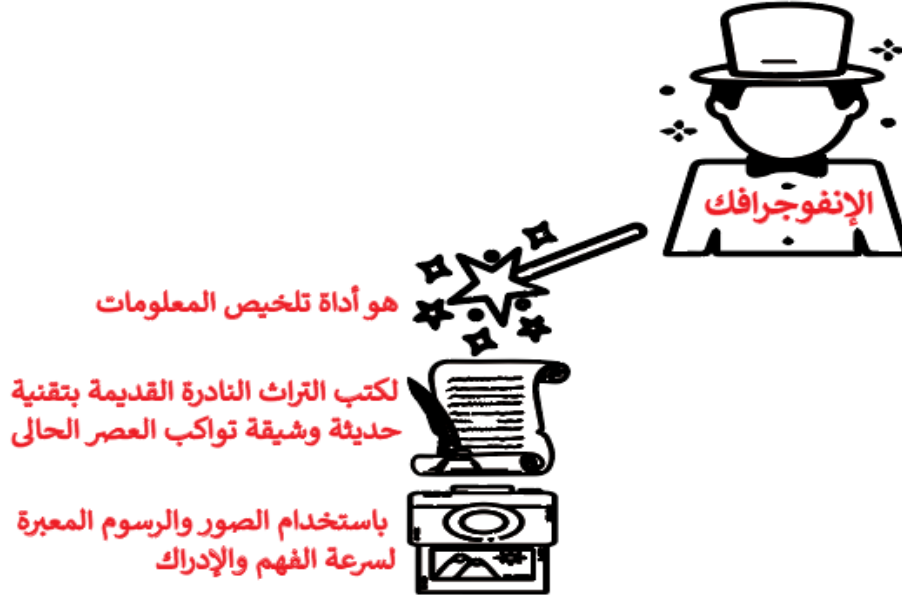 الإنفوجرافك
هو أداة تلخيص المعلومات
لكتب التراث النادرة القديمة بتقنية
حديثة وشيقة تواكب العصر الحالى
باستخدام الصور والرسوم المعبرة
لسرعة الفهم والإدراك